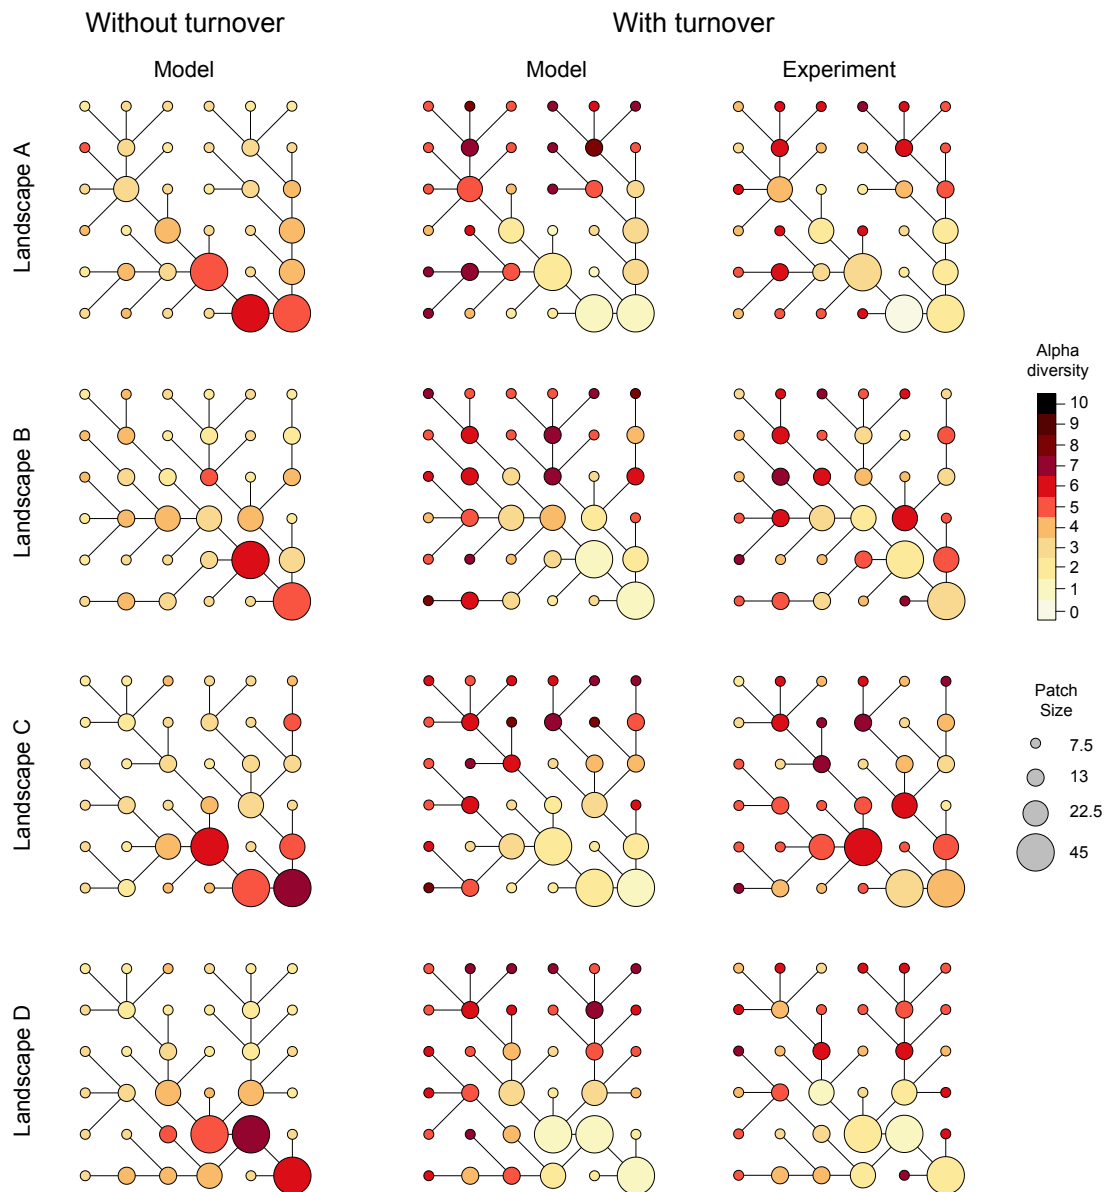 Without turnover
With turnover
Model
Model
Experiment
Landscape A
Landscape B
Landscape C
Landscape D
Alpha
diversity
10
9
8
7
6
5
4
3
2
1
0
Patch
Size
7.5
13
22.5
45